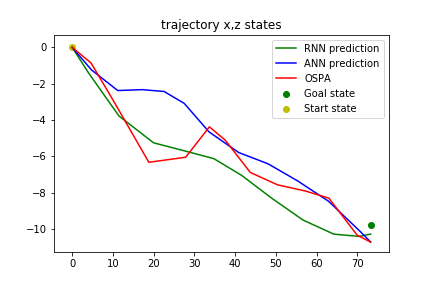 trajectory x,z states
RNN prediction
ANN prediction
OSPA
Goal state
Start state
0
−2
−4
−6
−8
−10
0 10 20 30 40 50 60 70